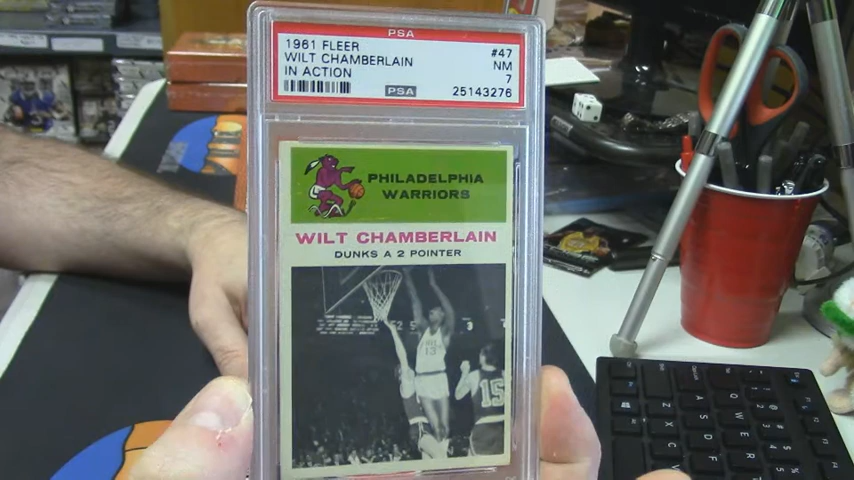 PSA
1961 FLEER
#47
WILT CHAMBERLAIN
NM
IN ACTION
7
PSA
25143276
PHILADELPHIA
WARRIORS
WILT CHAMBERLAIN
DUNKS A 2 POINTER
13
15
3